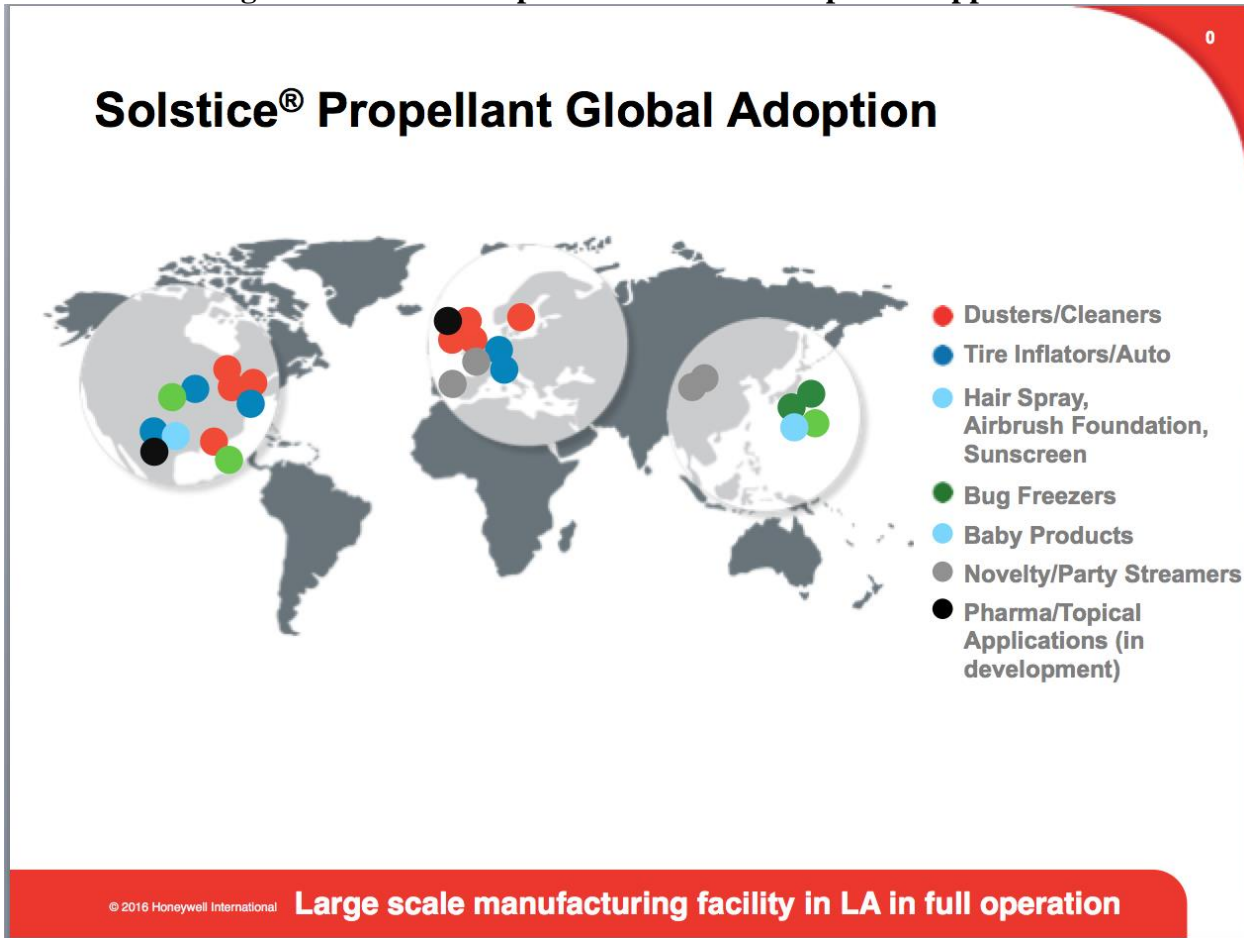 0
Solstice® Propellant Global Adoption
Dusters/Cleaners
Tire Inflators/Auto
Hair Spray,
Airbrush Foundation,
Sunscreen
Bug Freezers
Baby Products
Novelty/Party Streamers
Pharma/Topical
Applications (in
development)
© 2016 Honeywell International Large scale manufacturing facility in LA in full operation